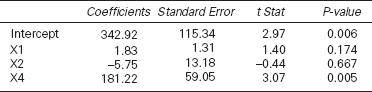 Coefficients Standard Error t Stat P-value
Intercept 342.92 115.34 2.97 0.006
X1 1.83 1.31 1.40 0.174
X2 –5.75 13.18 –0.44 0.667
X4 181.22 59.05 3.07 0.005